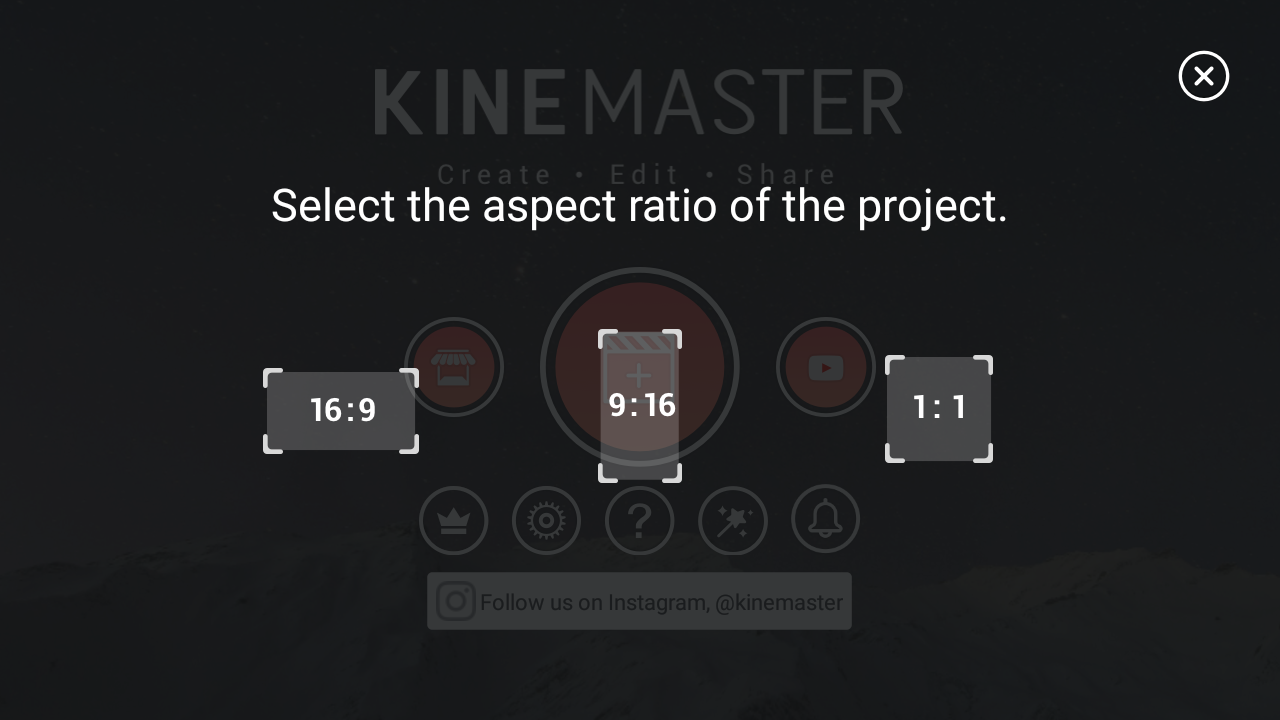 KINEMASTER
Create • Edit • Share
Select the aspect ratio of the project.
16:9
9:16
1:1
?
Follow us on Instagram, @kinemaster